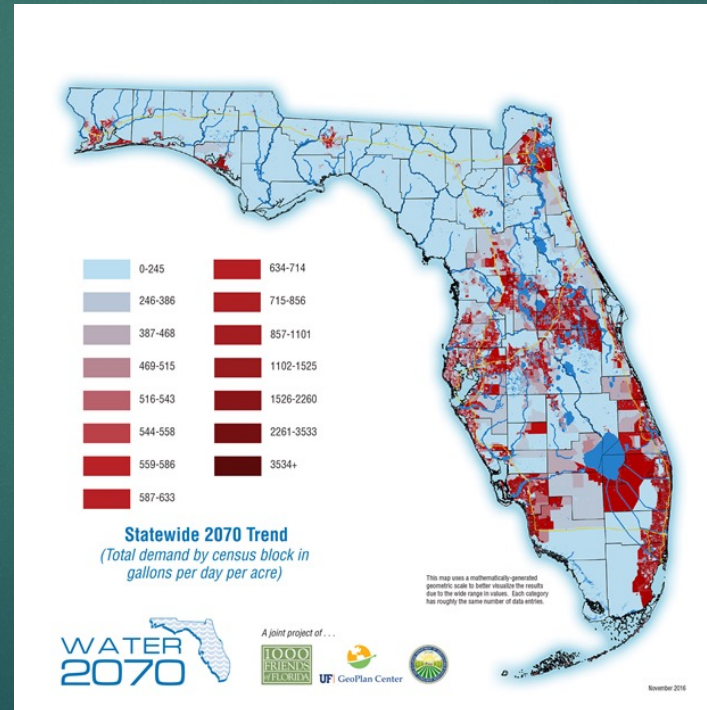 0-245
246-386
387-468
469-515
516-543
544-558
559-586
587-633
634-714
715-856
857-1101
1102-1525
1526-2260
2261-3533
3534+
Statewide 2070 Trend
(Total demand by census block in
gallons per day per acre)
This map uses a mathematically-generated
geometric scale to better visualize the results
due to the wide range in values. Each category
has roughly the same number of data entries.
WATER
2070
A joint project of . . .
1000
FRIENDS
OF FLORIDA
UF GeoPlan Center
November 2016